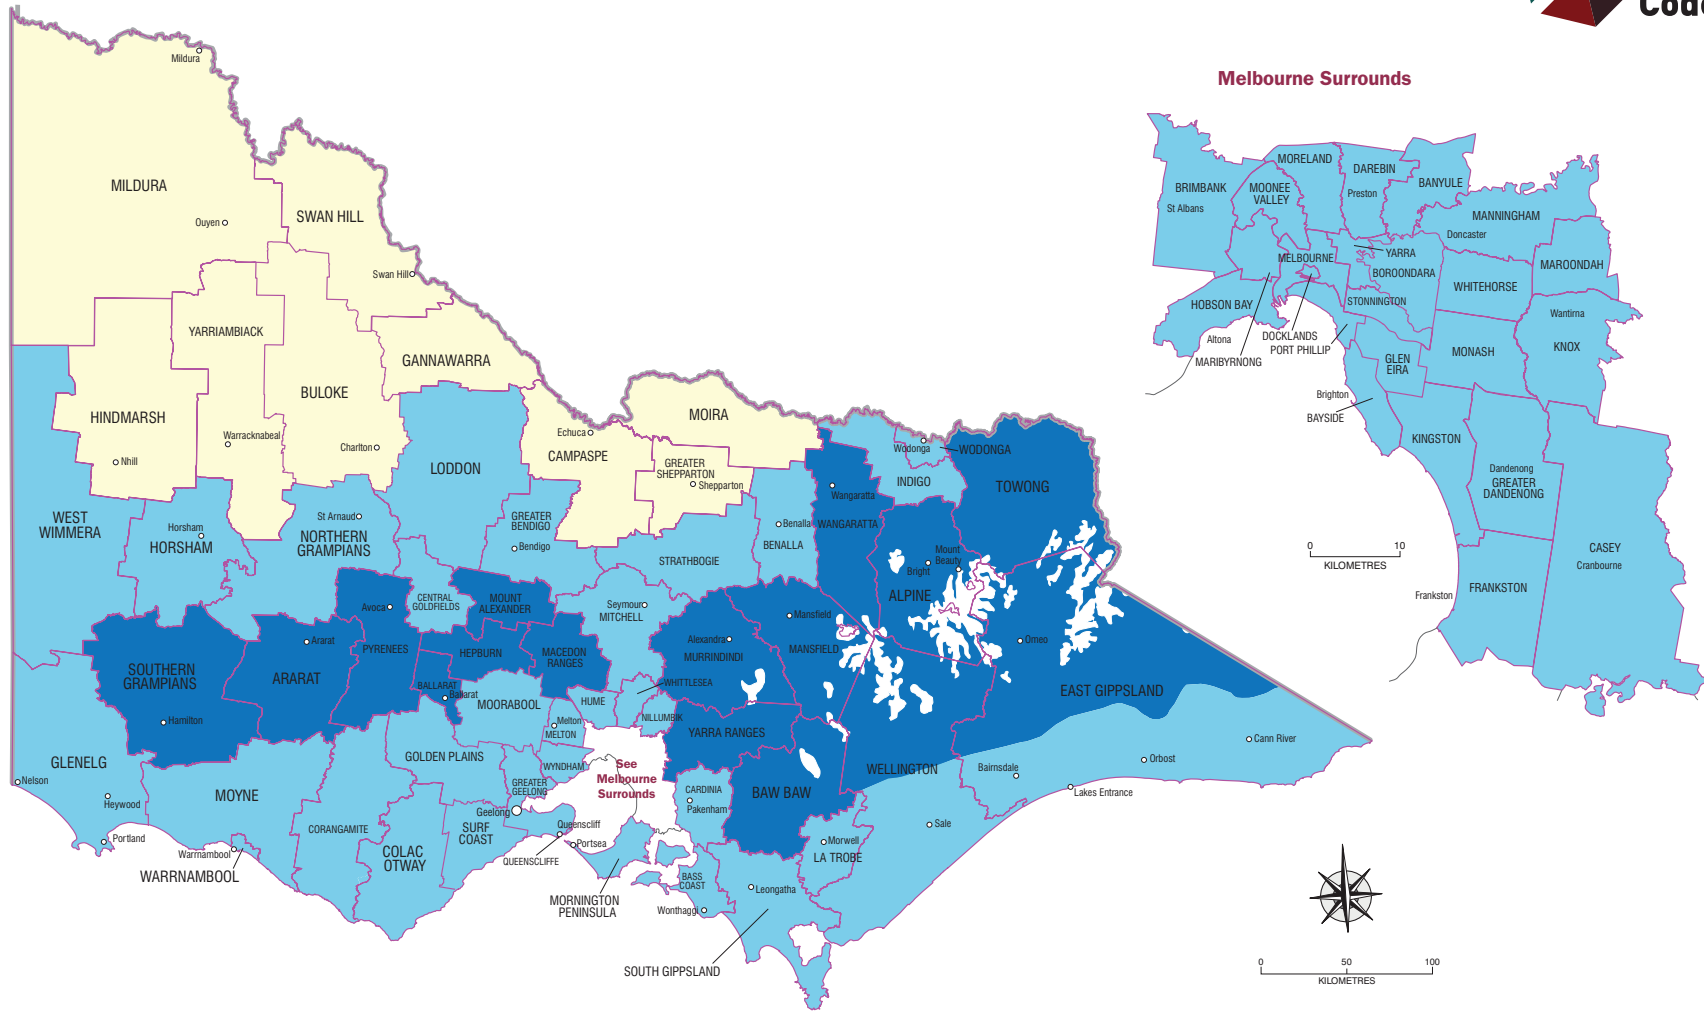 Melbourne Surrounds
Mildura
MILDURA
Ouyen
SWAN HILL
Swan Hill
YARRIAMBIACK
GANNAWARRA
BULOKE
HINDMARSH
Warracknabeal
Charlton
Nhill
MOIRA
Echuca
CAMPASPE
GREATER
SHEPPARTON
Shepparton
LODDON
WEST
WIMMERA
Horsham
HORSHAM
St Arnaud
NORTHERN
GRAMPIANS
GREATER
BENDIGO
Bendigo
STRATHBOGIE
Benalla
BENALLA
Wangaratta
WANGARATTA
Wodonga
WODONGA
INDIGO
TOWONG
Mount
Beauty
Bright
ALPINE
Omeo
EAST GIPPSLAND
Avoca
PYRENEES
CENTRAL
GOLDFIELDS
MOUNT
ALEXANDER
Seymour
MITCHELL
Alexandra
MURRINDINDI
Mansfield
MANSFIELD
SOUTHERN
GRAMPIANS
Hamilton
Ararat
ARARAT
HEPBURN
MACEDON
RANGES
BALLARAT
Ballarat
MOORABOOL
HUME
WHITTLESEA
NILLUMBIK
Melton
MELTON
YARRA RANGES
WELLINGTON
Cann River
Orbost
Bairnsdale
Lakes Entrance
Sale
GLENELG
Nelson
Heywood
Portland
MOYNE
Warrnambool
WARRNAMBOOL
CORANGAMITE
GOLDEN PLAINS
COLAC
OTWAY
SURF
COAST
GREATER
GEELONG
Geelong
WYNDHAM
See
Melbourne
Surrounds
Queenscliff
QUEENSCLIFFE
Portsea
MORNINGTON
PENINSULA
CARDINIA
Pakenham
BAW BAW
Morwell
LA TROBE
BASS
COAST
Wonthaggi
Leongatha
SOUTH GIPPSLAND
BRIMBANK
St Albans
MORELAND
MOONEE
VALLEY
DAREBIN
Preston
BANYULE
MANNINGHAM
Doncaster
MAROONDAH
MELBOURNE
YARRA
BOROONDARA
WHITEHORSE
HOBSON BAY
Altona
MARIBYRNONG
DOCKLANDS
PORT PHILLIP
STONNINGTON
Wantirna
KNOX
MONASH
GLEN
EIRA
Brighton
BAYSIDE
KINGSTON
Dandenong
GREATER
DANDENONG
CASEY
Cranbourne
Frankston
FRANKSTON
0 10
KILOMETRES
0 50 100
KILOMETRES